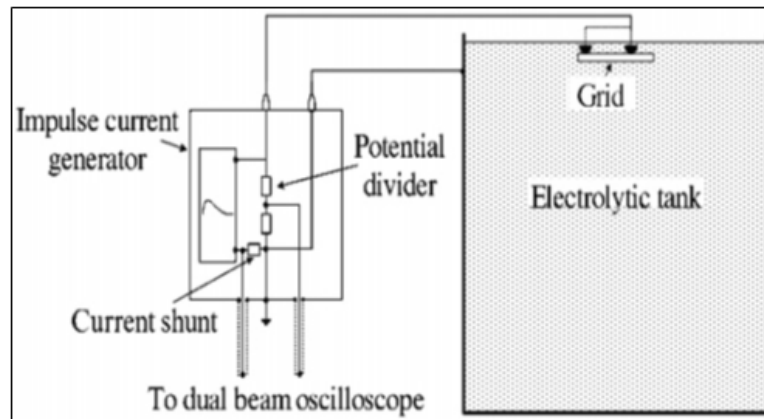 Impulse current
generator
Potential
divider
Grid
Electrolytic tank
Current shunt
To dual beam oscilloscope